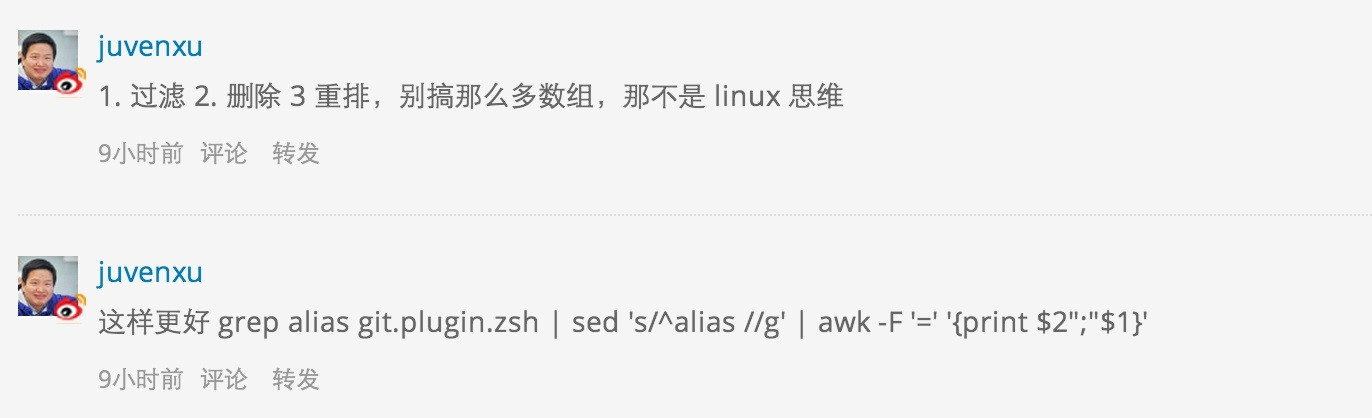 juvenxu
1. 过滤 2. 删除 3 重排，别搞那么多数组，那不是 linux 思维
9小时前 评论 转发
juvenxu
这样更好 grep alias git.plugin.zsh | sed 's/^alias //g' | awk -F '=' '{print $2";"$1}'
9小时前 评论 转发